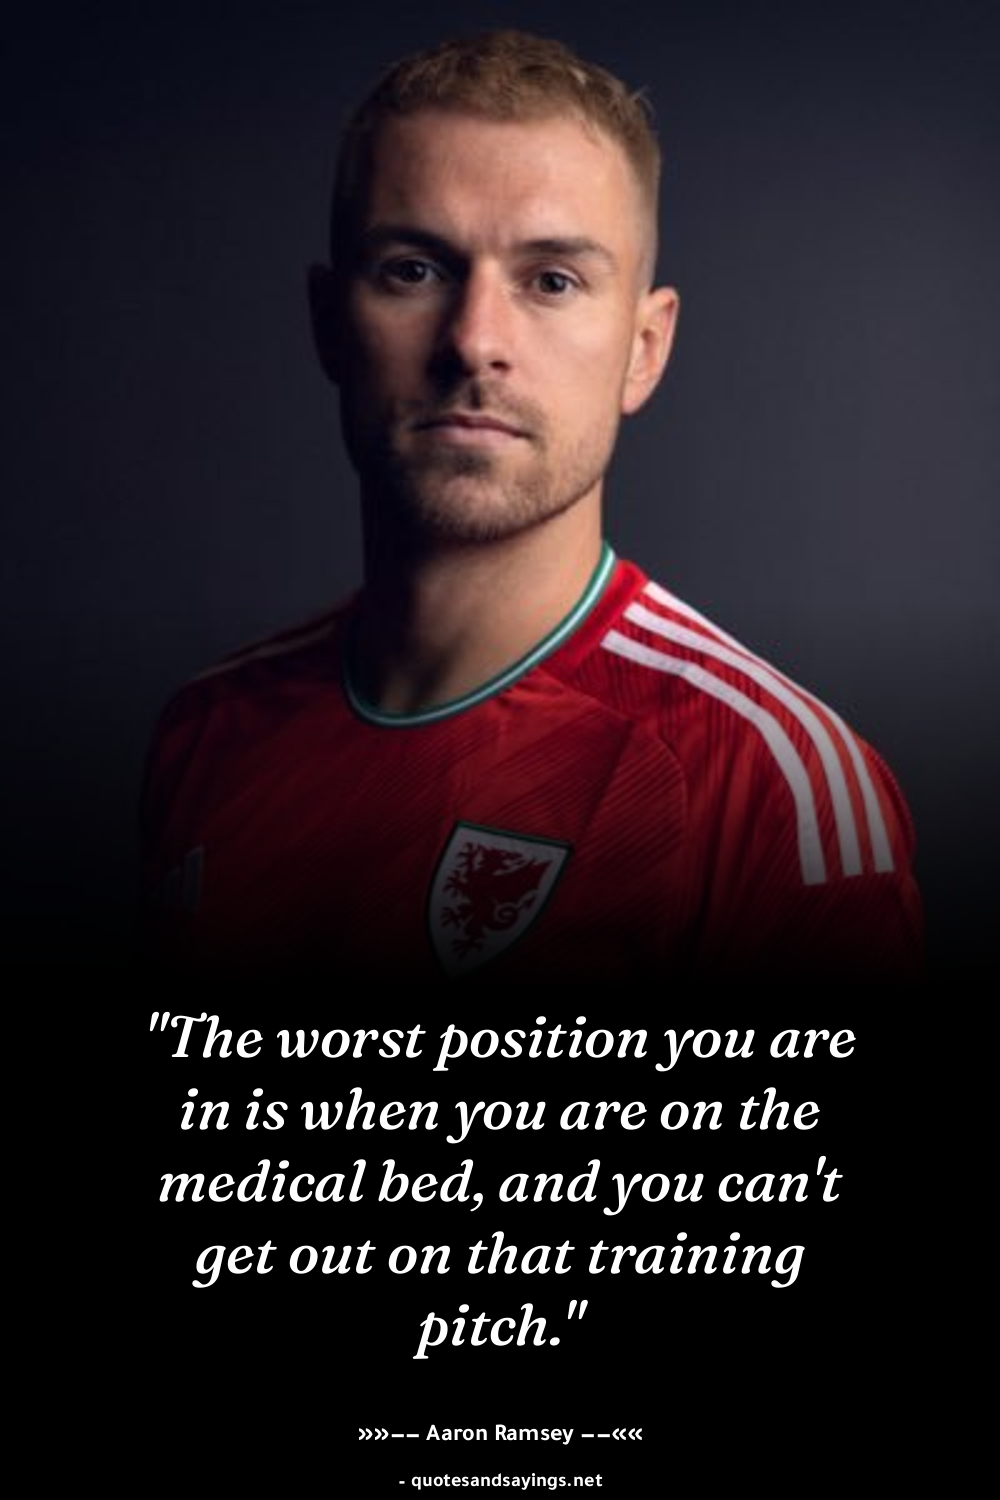 "The worst position you are
in is when you are on the
medical bed, and you can't
get out on that training
pitch."
»»–– Aaron Ramsey ––««
- quotesandsayings.net